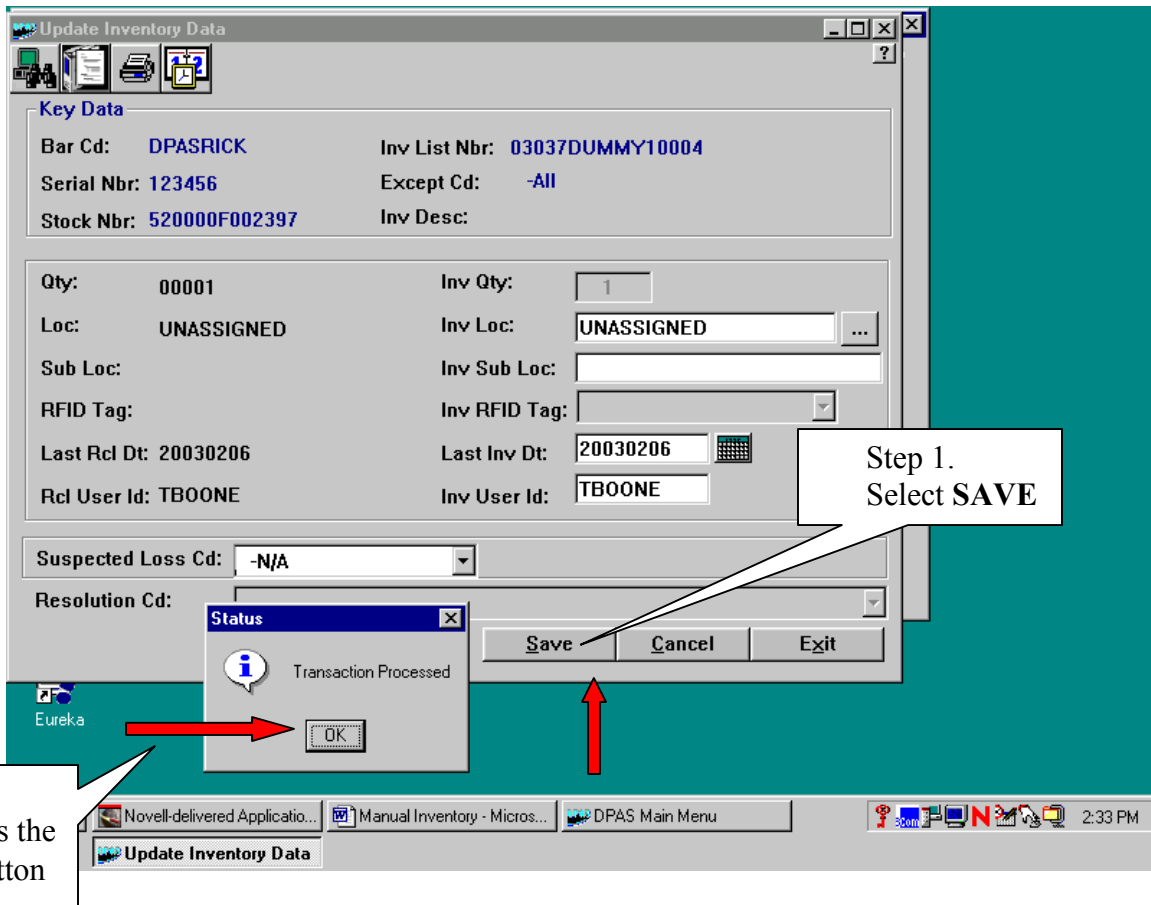 Update Inventory Data
?
Key Data
Bar Cd: DPASRICK Inv List Nbr: 03037DUMMY10004
Serial Nbr: 123456 Except Cd: -All
Stock Nbr: 520000F002397 Inv Desc:
Qty: 00001 Inv Qty: 1
Loc: UNASSIGNED Inv Loc: UNASSIGNED ...
Sub Loc: Inv Sub Loc:
RFID Tag: Inv RFID Tag:
Last Rcl Dt: 20030206 Last Inv Dt: 20030206
Rcl User Id: TBOONE Inv User Id: TBOONE
Step 1.
Select SAVE
Suspected Loss Cd: -N/A
Resolution Cd:
Save Cancel Exit
Status
Transaction Processed
OK
Eureka
s the
tton
Novell-delivered Applicatio... Manual Inventory - Micros... DPAS Main Menu 3com N 2:33 PM
Update Inventory Data